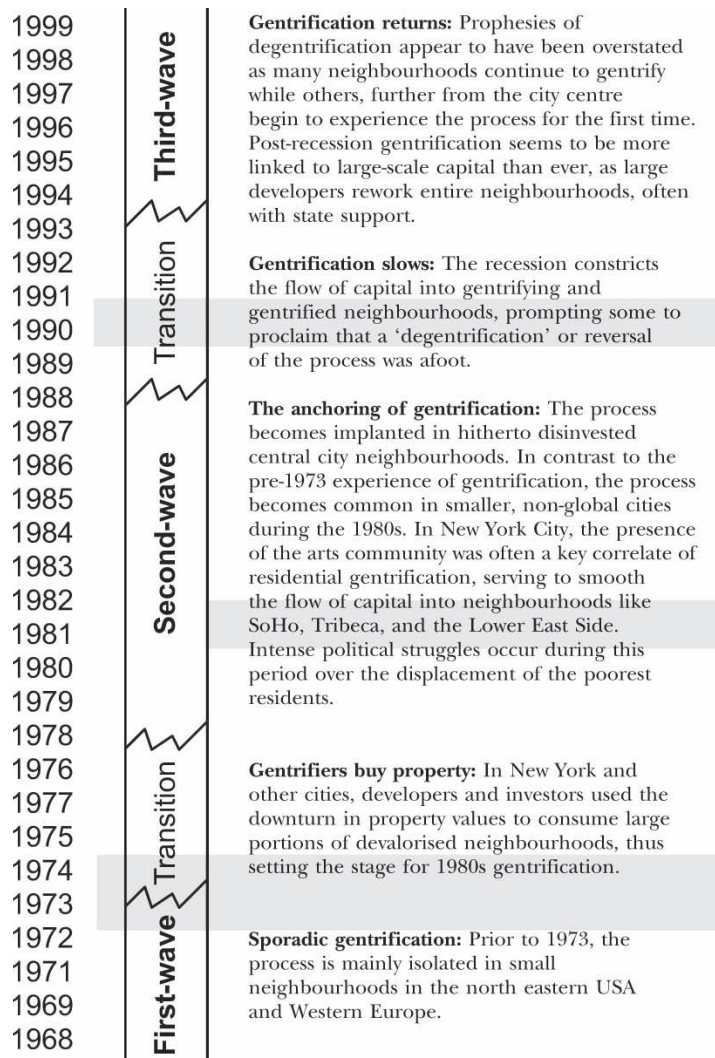 1999
1998
1997
1996
1995
1994
1993
1992
1991
1990
1989
1988
1987
1986
1985
1984
1983
1982
1981
1980
1979
1978
1976
1977
1975
1974
1973
1972
1971
1969
1968
Third-wave
Transition
Second-wave
Transition
First-wave
Gentrification returns: Prophesies of
degentrification appear to have been overstated
as many neighbourhoods continue to gentrify
while others, further from the city centre
begin to experience the process for the first time.
Post-recession gentrification seems to be more
linked to large-scale capital than ever, as large
developers rework entire neighbourhoods, often
with state support.
Gentrification slows: The recession constricts
the flow of capital into gentrifying and
gentrified neighbourhoods, prompting some to
proclaim that a ‘degentrification’ or reversal
of the process was afoot.
The anchoring of gentrification: The process
becomes implanted in hitherto disinvested
central city neighbourhoods. In contrast to the
pre-1973 experience of gentrification, the process
becomes common in smaller, non-global cities
during the 1980s. In New York City, the presence
of the arts community was often a key correlate of
residential gentrification, serving to smooth
the flow of capital into neighbourhoods like
SoHo, Tribeca, and the Lower East Side.
Intense political struggles occur during this
period over the displacement of the poorest
residents.
Gentrifiers buy property: In New York and
other cities, developers and investors used the
downturn in property values to consume large
portions of devalorised neighbourhoods, thus
setting the stage for 1980s gentrification.
Sporadic gentrification: Prior to 1973, the
process is mainly isolated in small
neighbourhoods in the north eastern USA
and Western Europe.